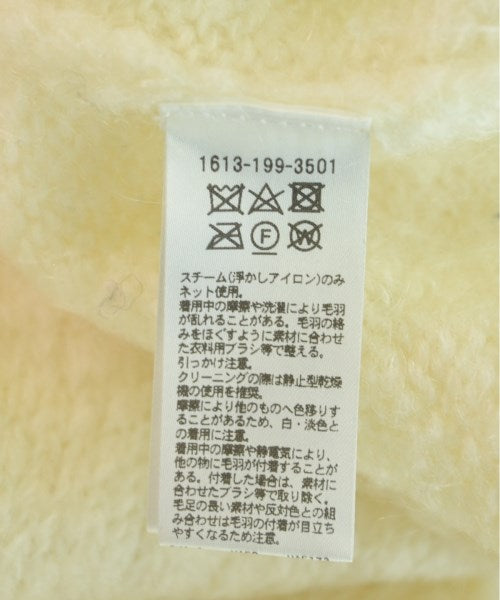 1613-199-3501
F W
スチーム(浮かしアイロン)のみ
ネット使用。
着用中の摩擦や洗濯により毛羽
が乱れることがある。毛羽の絡
みをほぐすように素材に合わせ
た衣料用ブラシ等で整える。
引っかけ注意。
クリーニングの際は静止型乾燥
機の使用を推奨。
摩擦により他のものへ色移りす
ることがあるため、白・淡色と
の着用に注意。
着用中の摩擦や静電気により、
他の物に毛羽が付着することが
ある。付着した場合は、素材に
合わせたブラシ等で取り除く。
毛足の長い素材や反対色との組
み合わせは毛羽の付着が目立ち
やすくなるため注意。